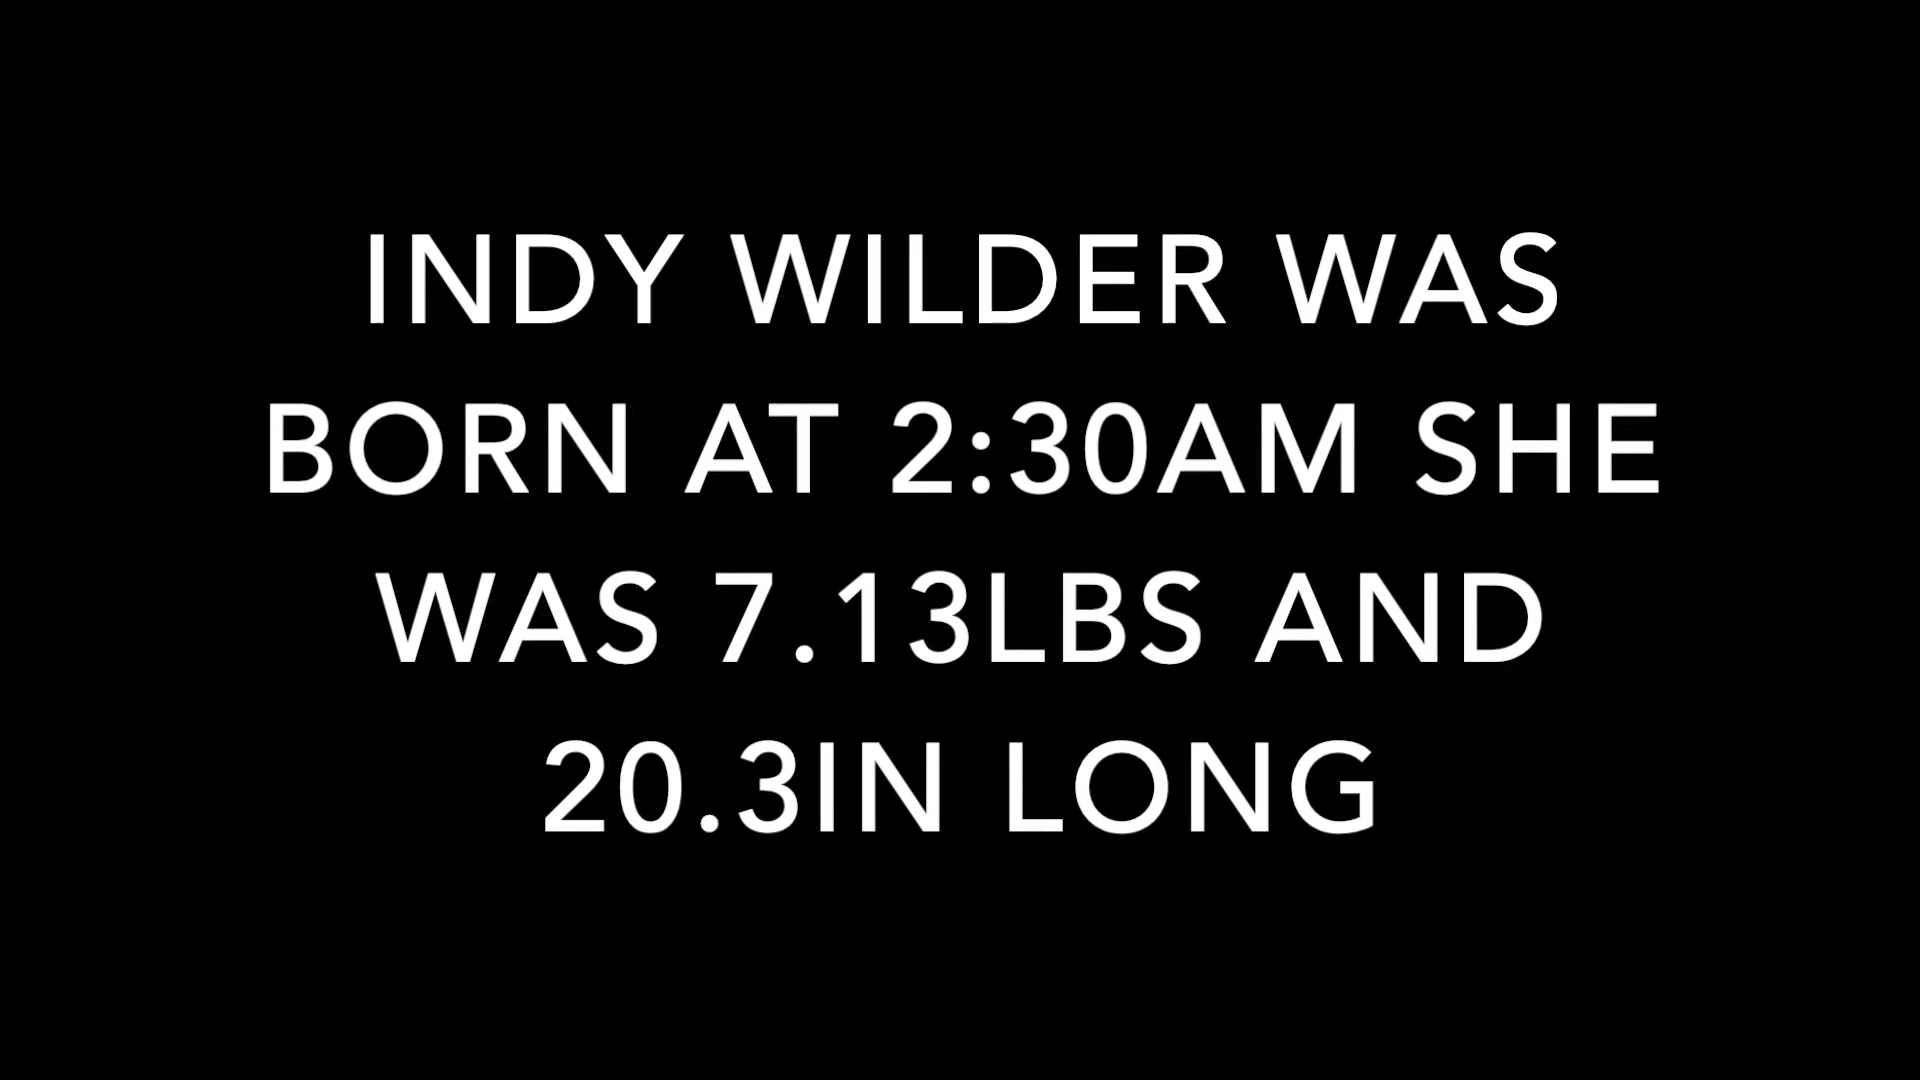 INDY WILDER WAS
BORN AT 2:30AM SHE
WAS 7.13LBS AND
20.3IN LONG